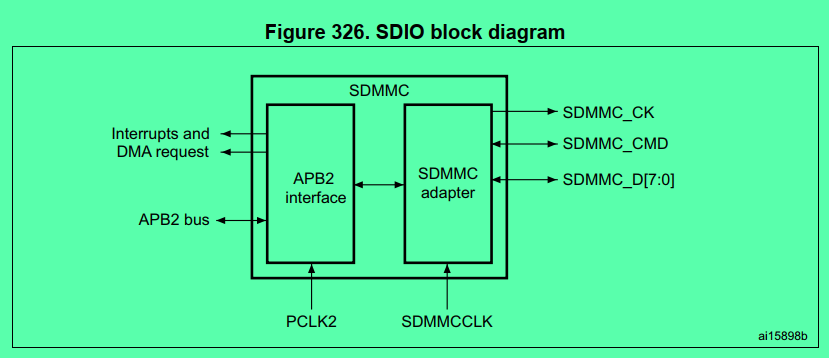 Figure 326. SDIO block diagram
SDMMC
Interrupts and
DMA request
APB2 bus
APB2
interface
SDMMC
adapter
SDMMC_CK
SDMMC_CMD
SDMMC_D[7:0]
PCLK2
SDMMCCLK
ai15898b